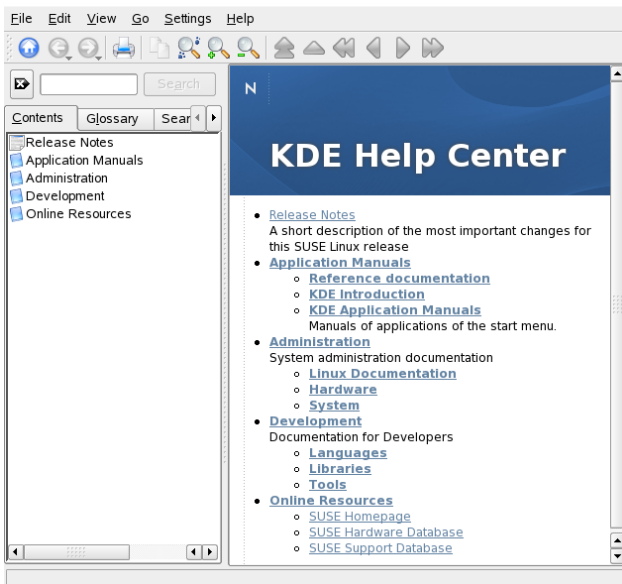 File Edit View Go Settings Help
Search
Contents Glossary Sear
Release Notes
Application Manuals
Administration
Development
Online Resources
N
KDE Help Center
• Release Notes
A short description of the most important changes for
this SUSE Linux release
• Application Manuals
◦ Reference documentation
◦ KDE Introduction
◦ KDE Application Manuals
Manuals of applications of the start menu.
• Administration
System administration documentation
◦ Linux Documentation
◦ Hardware
◦ System
• Development
Documentation for Developers
◦ Languages
◦ Libraries
◦ Tools
• Online Resources
◦ SUSE Homepage
◦ SUSE Hardware Database
◦ SUSE Support Database